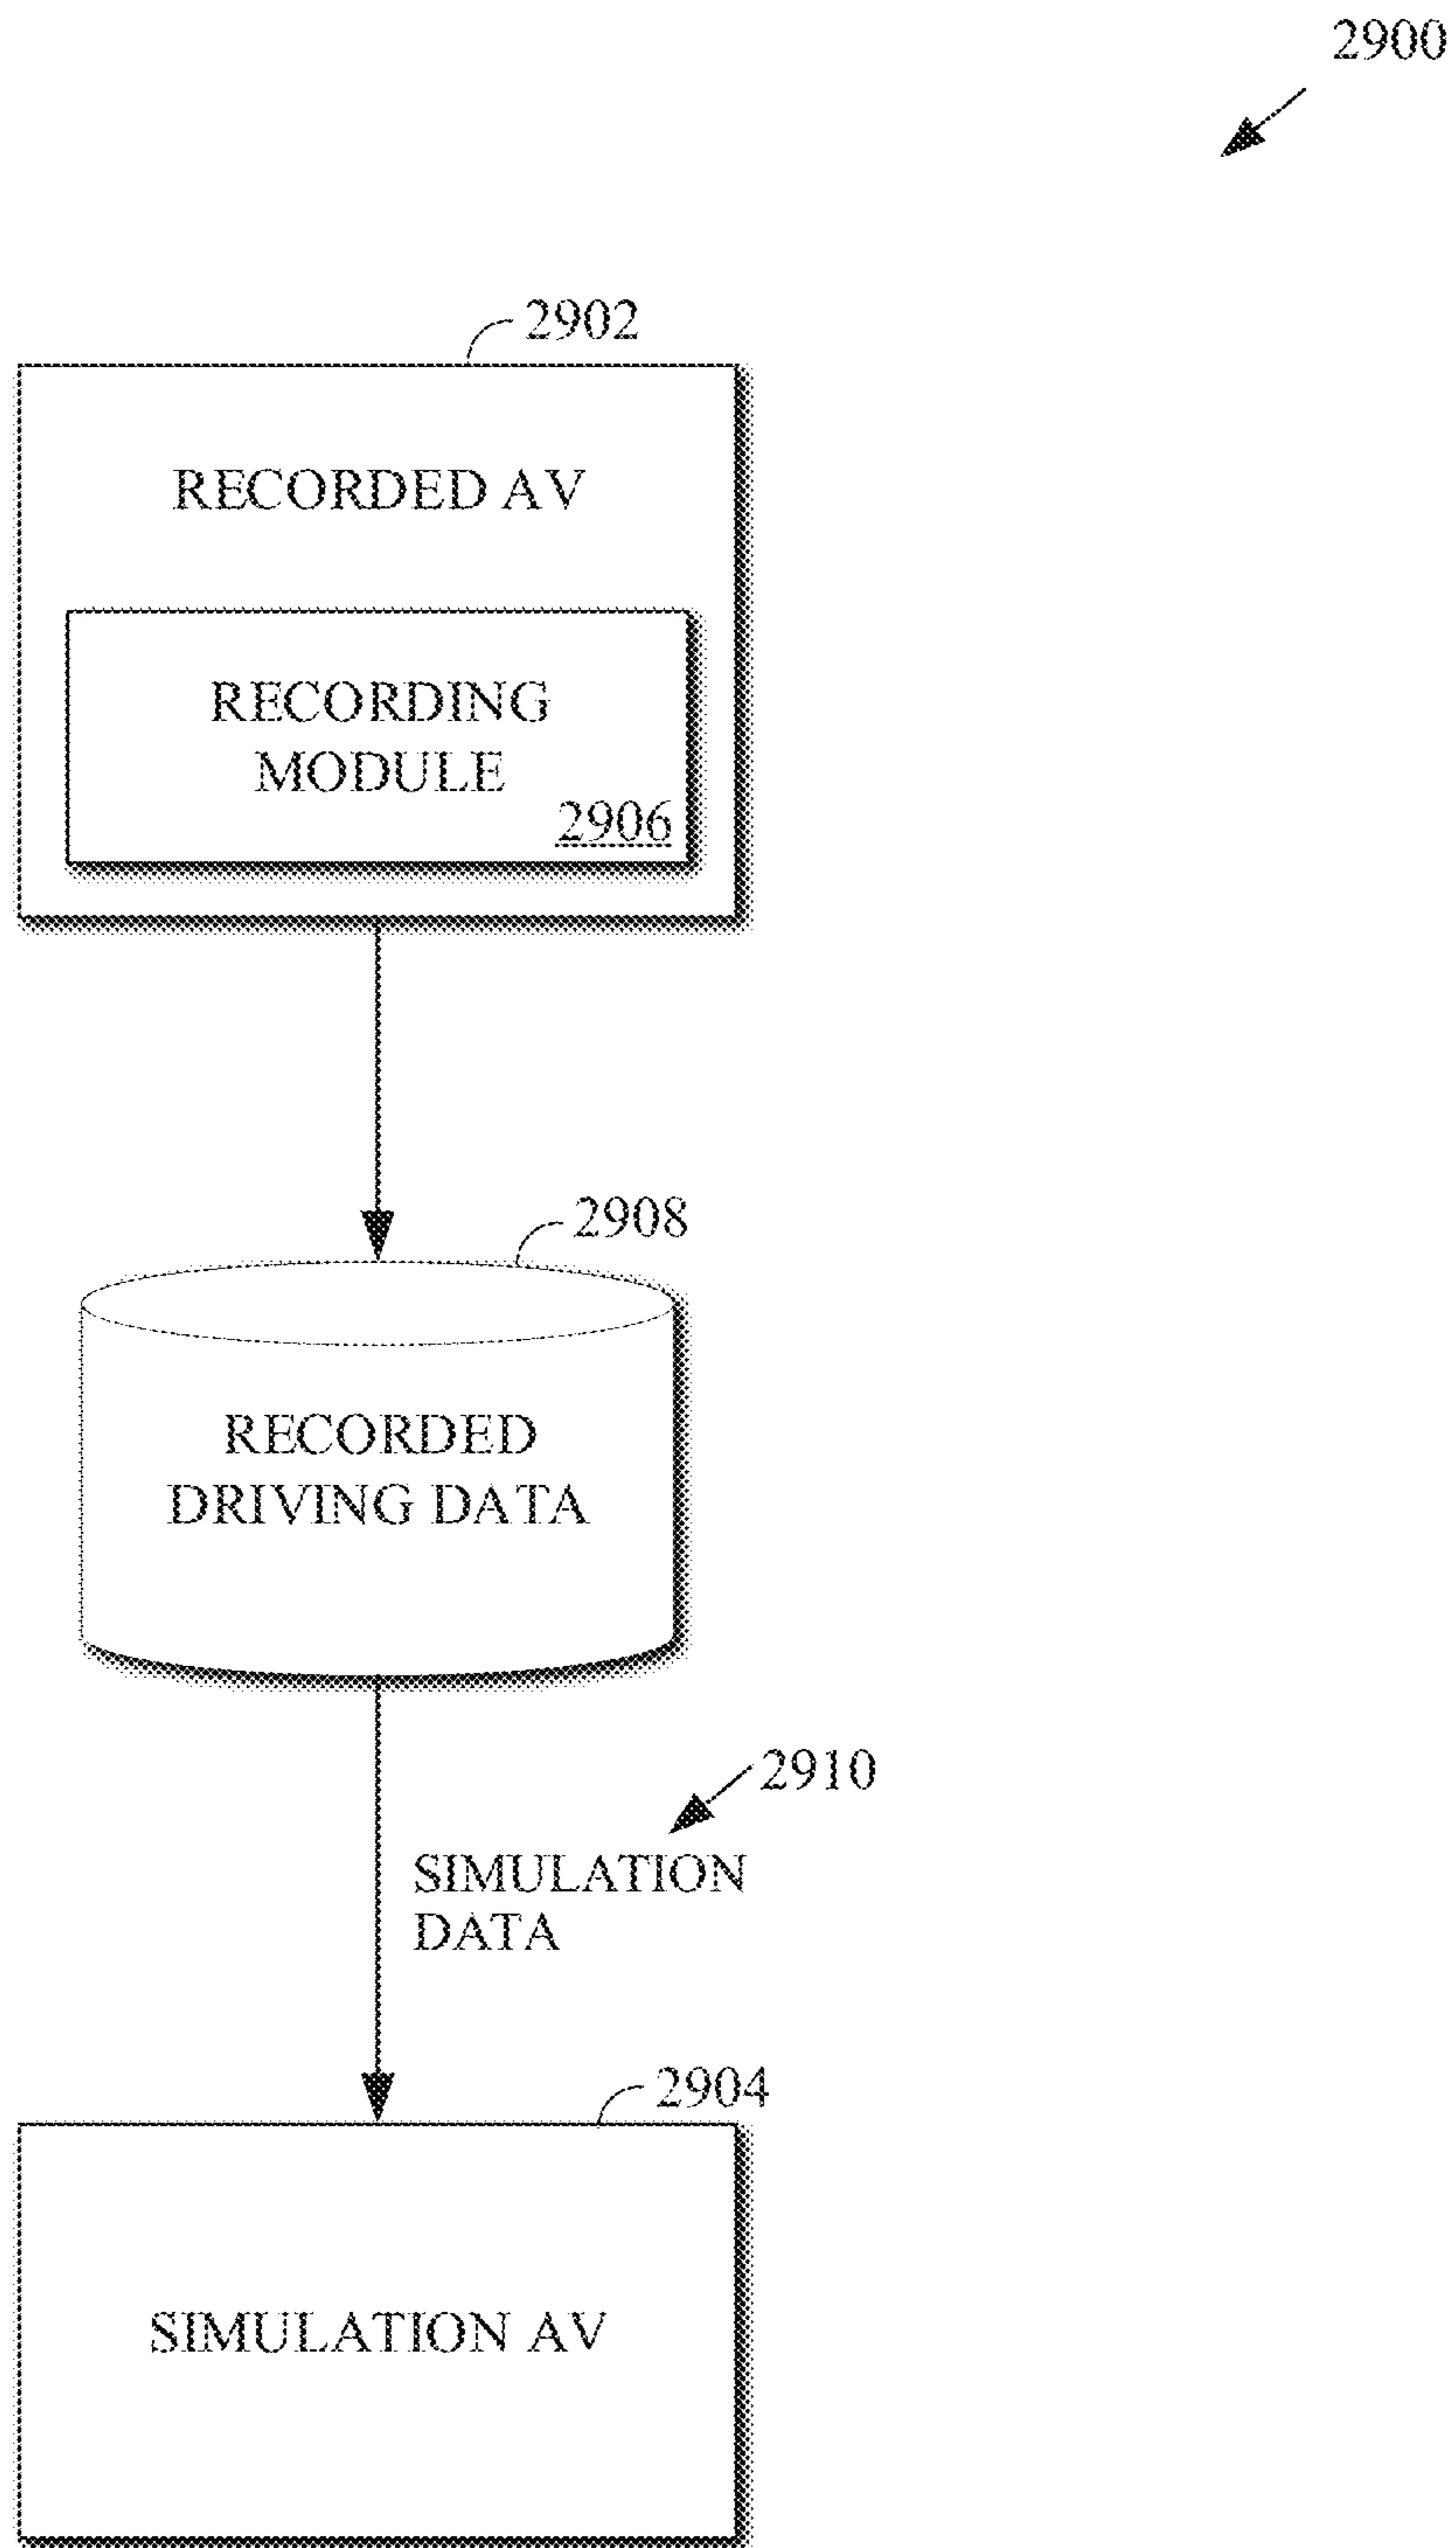 2900
2902
RECORDED AV
RECORDING
MODULE
2906
2908
RECORDED
DRIVING DATA
2910
SIMULATION
DATA
2904
SIMULATION AV